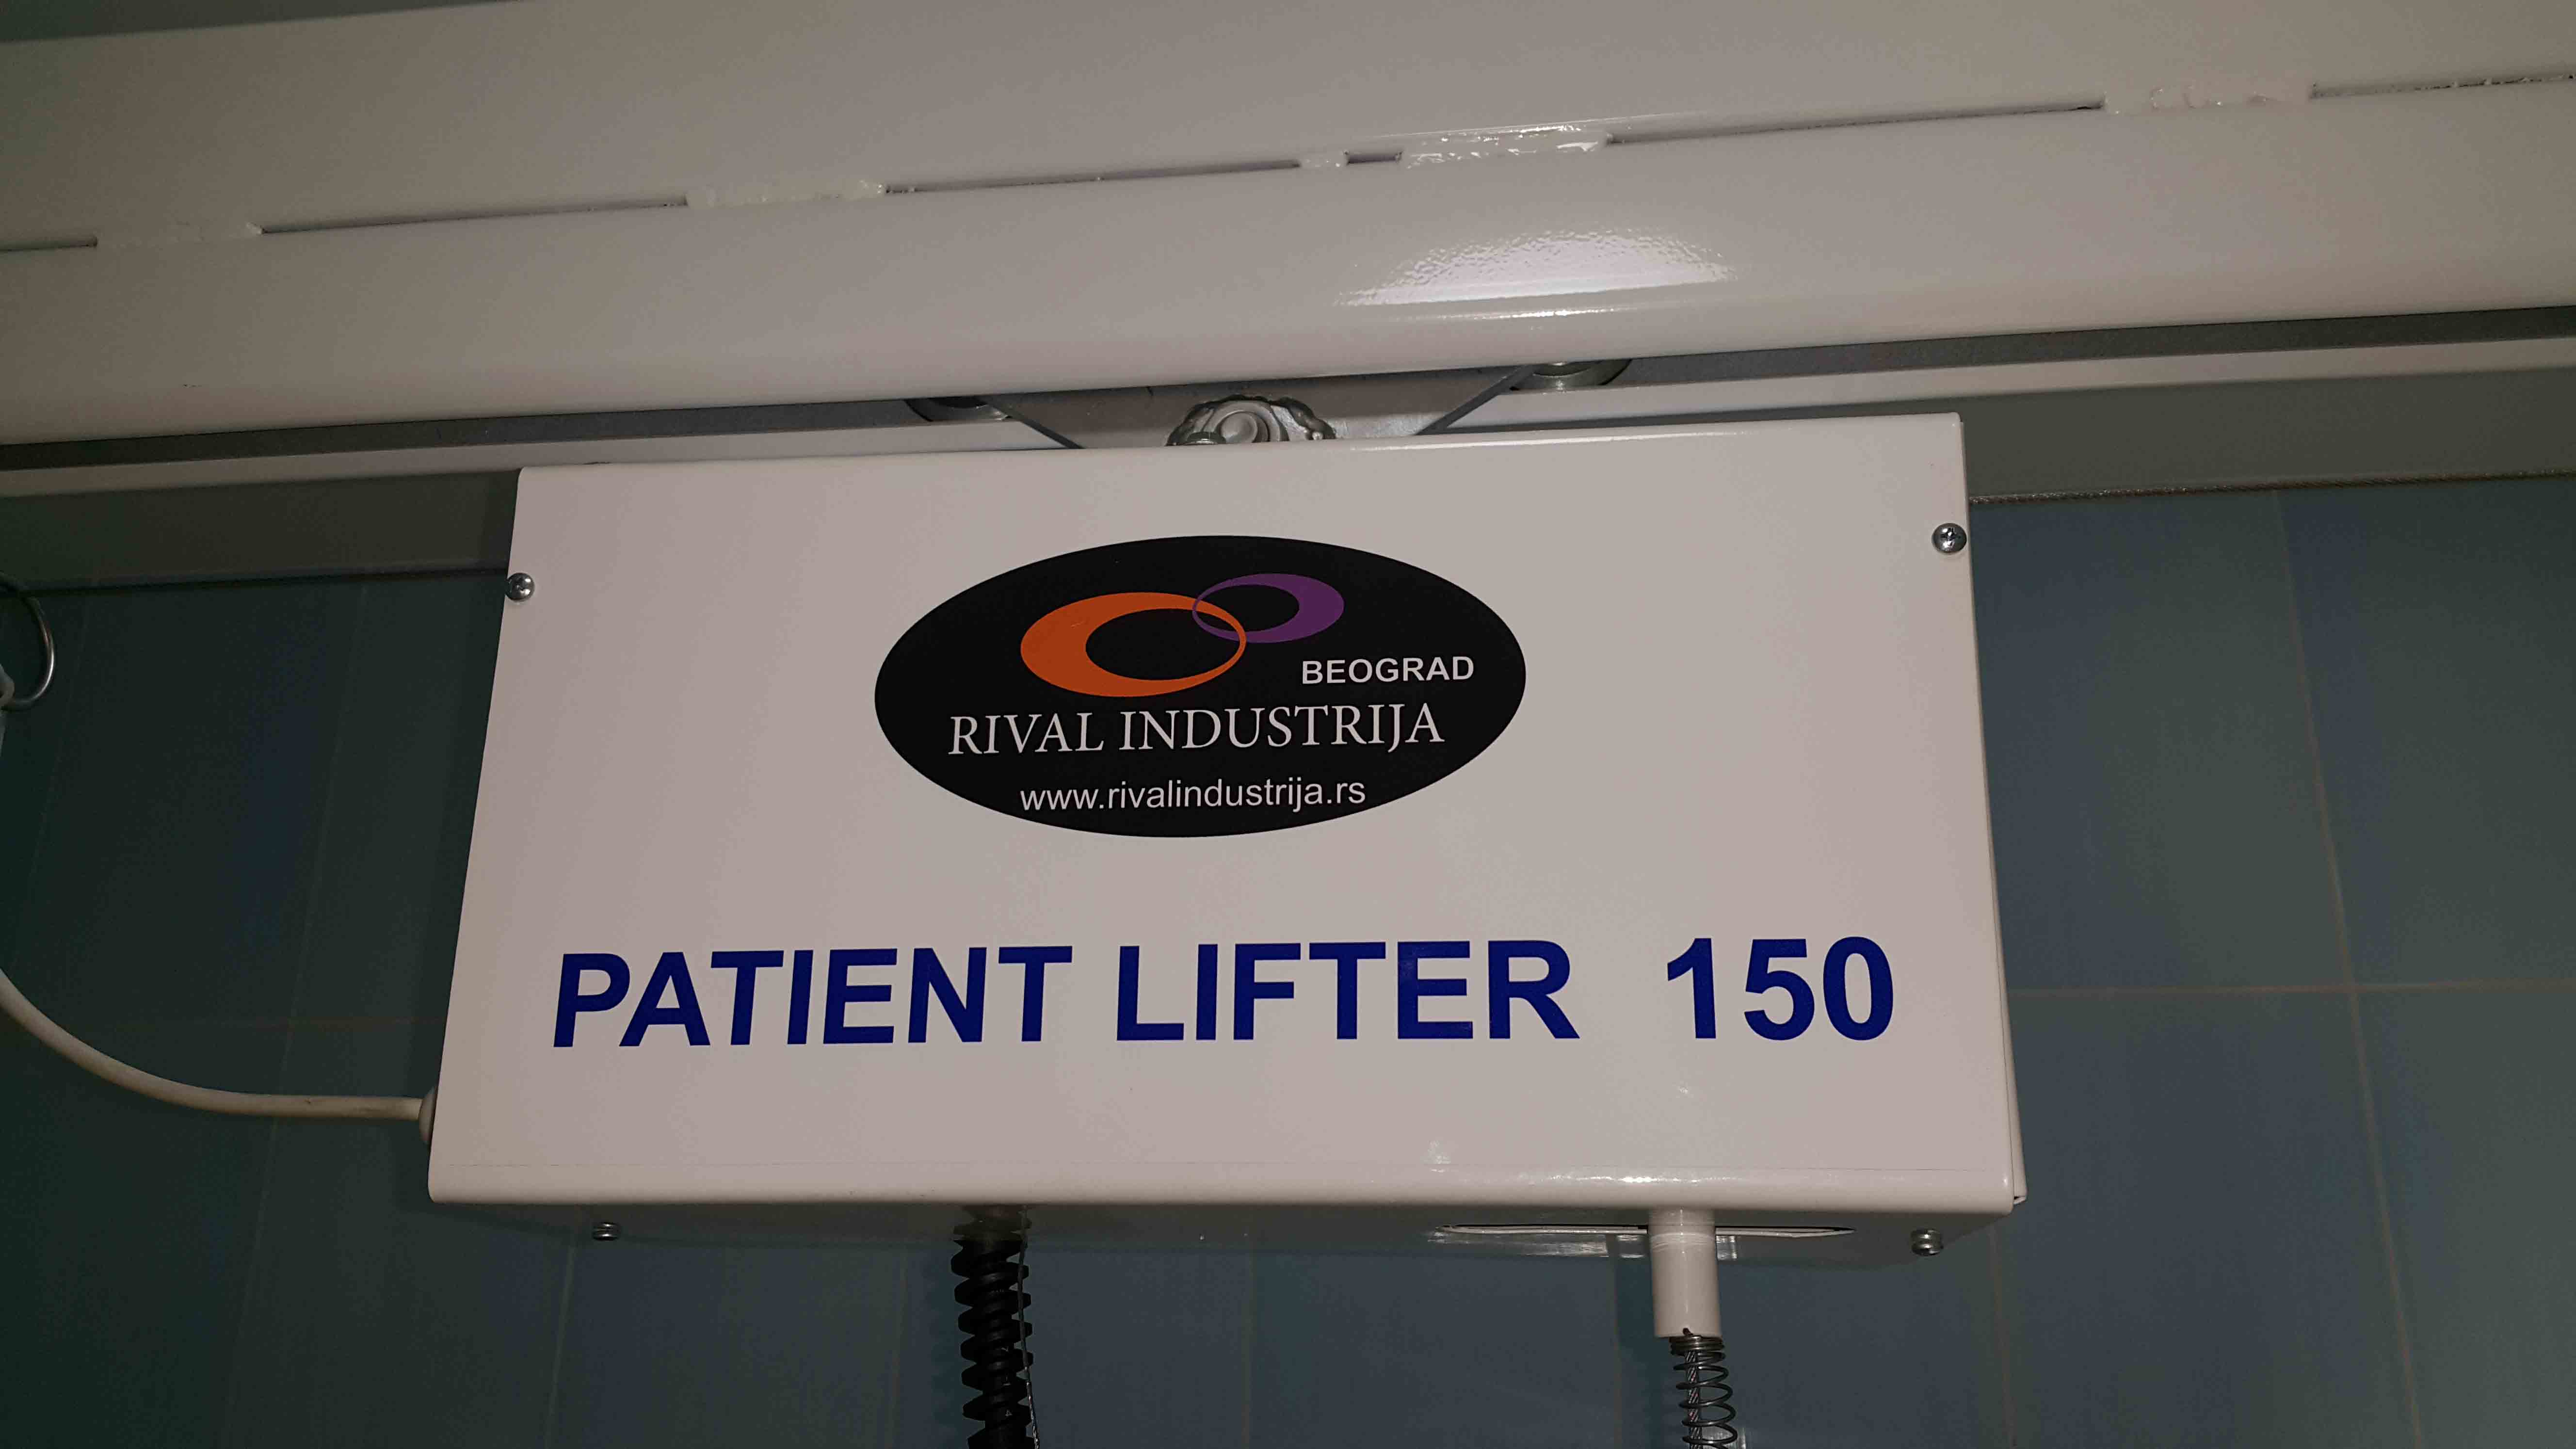 BEOGRAD
RIVAL INDUSTRIJA
www.rivalindustrija.rs
PATIENT LIFTER 150